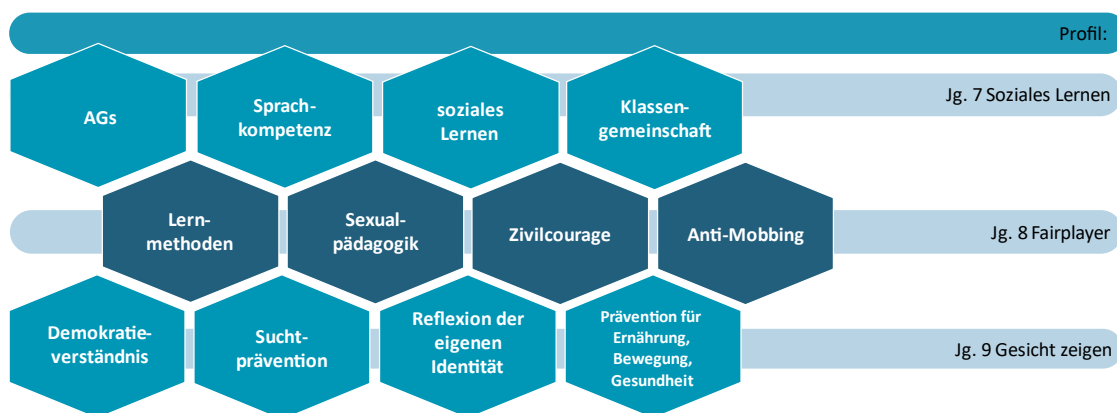 Profil:
AGs
Sprach-
kompetenz
soziales
Lernen
Klassen-
gemeinschaft
Jg. 7 Soziales Lernen
Lern-
methoden
Sexual-
pädagogik
Zivilcourage
Anti-Mobbing
Jg. 8 Fairplayer
Demokratie-
verständnis
Sucht-
prävention
Reflexion der
eigenen
Identität
Prävention für
Ernährung,
Bewegung,
Gesundheit
Jg. 9 Gesicht zeigen